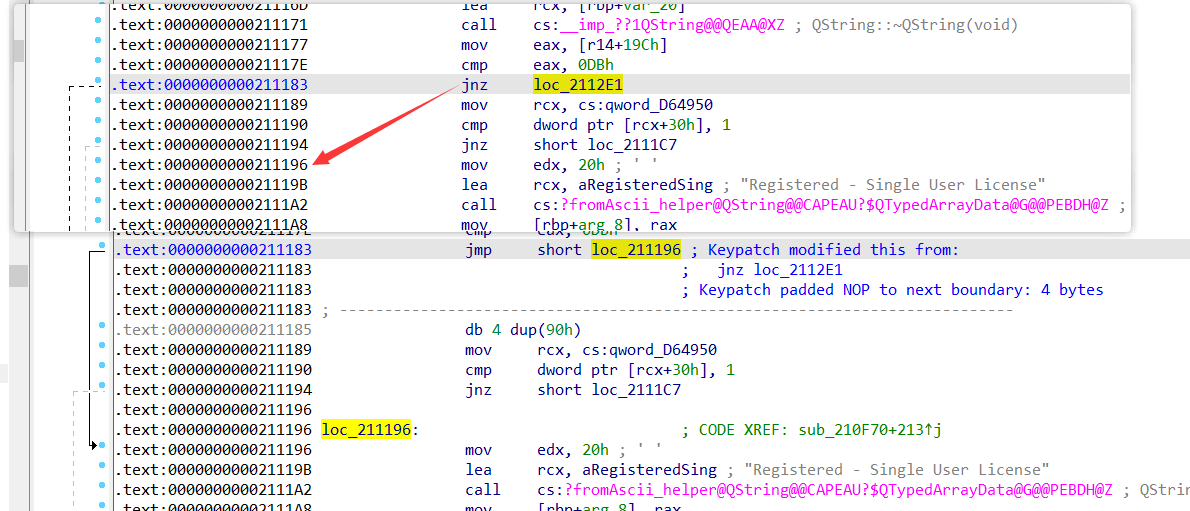 lea     rcx, [rbp+var_20]
.text:0000000000211171 call cs:__imp_??1QString@@QEAA@XZ ; QString::~QString(void)
.text:0000000000211177 mov eax, [r14+19Ch]
.text:000000000021117E cmp eax, 0DBh
.text:0000000000211183 jnz loc_2112E1
.text:0000000000211189 mov rcx, cs:qword_D64950
.text:0000000000211190 cmp dword ptr [rcx+30h], 1
.text:0000000000211194 jnz short loc_2111C7
.text:0000000000211196 mov edx, 20h ; ' '
.text:000000000021119B lea rcx, aRegisteredSing ; "Registered - Single User License"
.text:00000000002111A2 call cs:?fromAscii_helper@QString@@CAPEAU?$QTypedArrayData@G@@PEBDH@Z ;
.text:00000000002111A8 mov [rbp+arg_8], rax
.text:0000000000211183 jmp short loc_211196 ; Keypatch modified this from:
.text:0000000000211183 ; jnz loc_2112E1
.text:0000000000211183 ; Keypatch padded NOP to next boundary: 4 bytes
.text:0000000000211183 ; ---------------------------------------------------------------------------
.text:0000000000211185 db 4 dup(90h)
.text:0000000000211189 mov rcx, cs:qword_D64950
.text:0000000000211190 cmp dword ptr [rcx+30h], 1
.text:0000000000211194 jnz short loc_2111C7
.text:0000000000211196
.text:0000000000211196 loc_211196: ; CODE XREF: sub_210F70+213↑j
.text:0000000000211196 mov edx, 20h ; ' '
.text:000000000021119B lea rcx, aRegisteredSing ; "Registered - Single User License"
.text:00000000002111A2 call cs:?fromAscii_helper@QString@@CAPEAU?$QTypedArrayData@G@@PEBDH@Z ; QStri
.text:00000000002111A8 mov [rbp+arg_8], rax